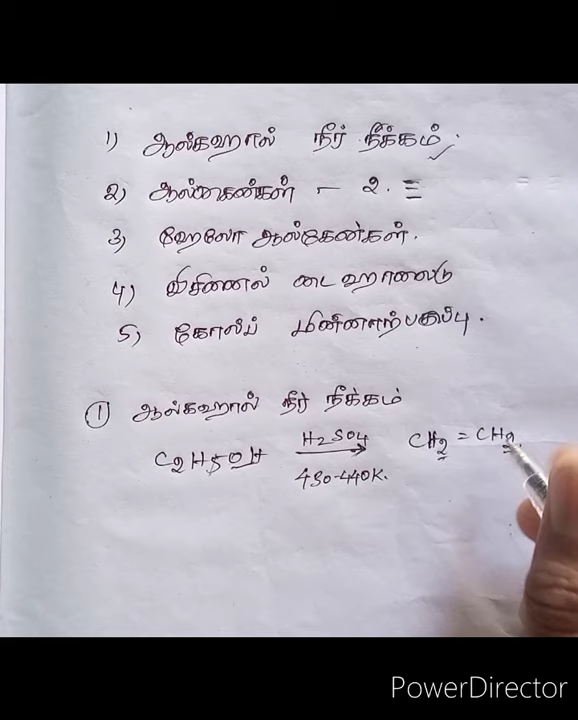 1) ஆல்கஹால் நீர் நீக்கம்.
2) ஆல்கைன்கள் – உ. ≡
3) ஹேலோ ஆல்கேன்கள்.
4) விசினைல் டை ஹாலைடு
5) கோல்ப் மின்னாற்பகுப்பு.
① ஆல்கஹால் நீர் நீக்கம்
C2H5OH H2SO4 CH2 = CH2.
430-440K.
PowerDirector